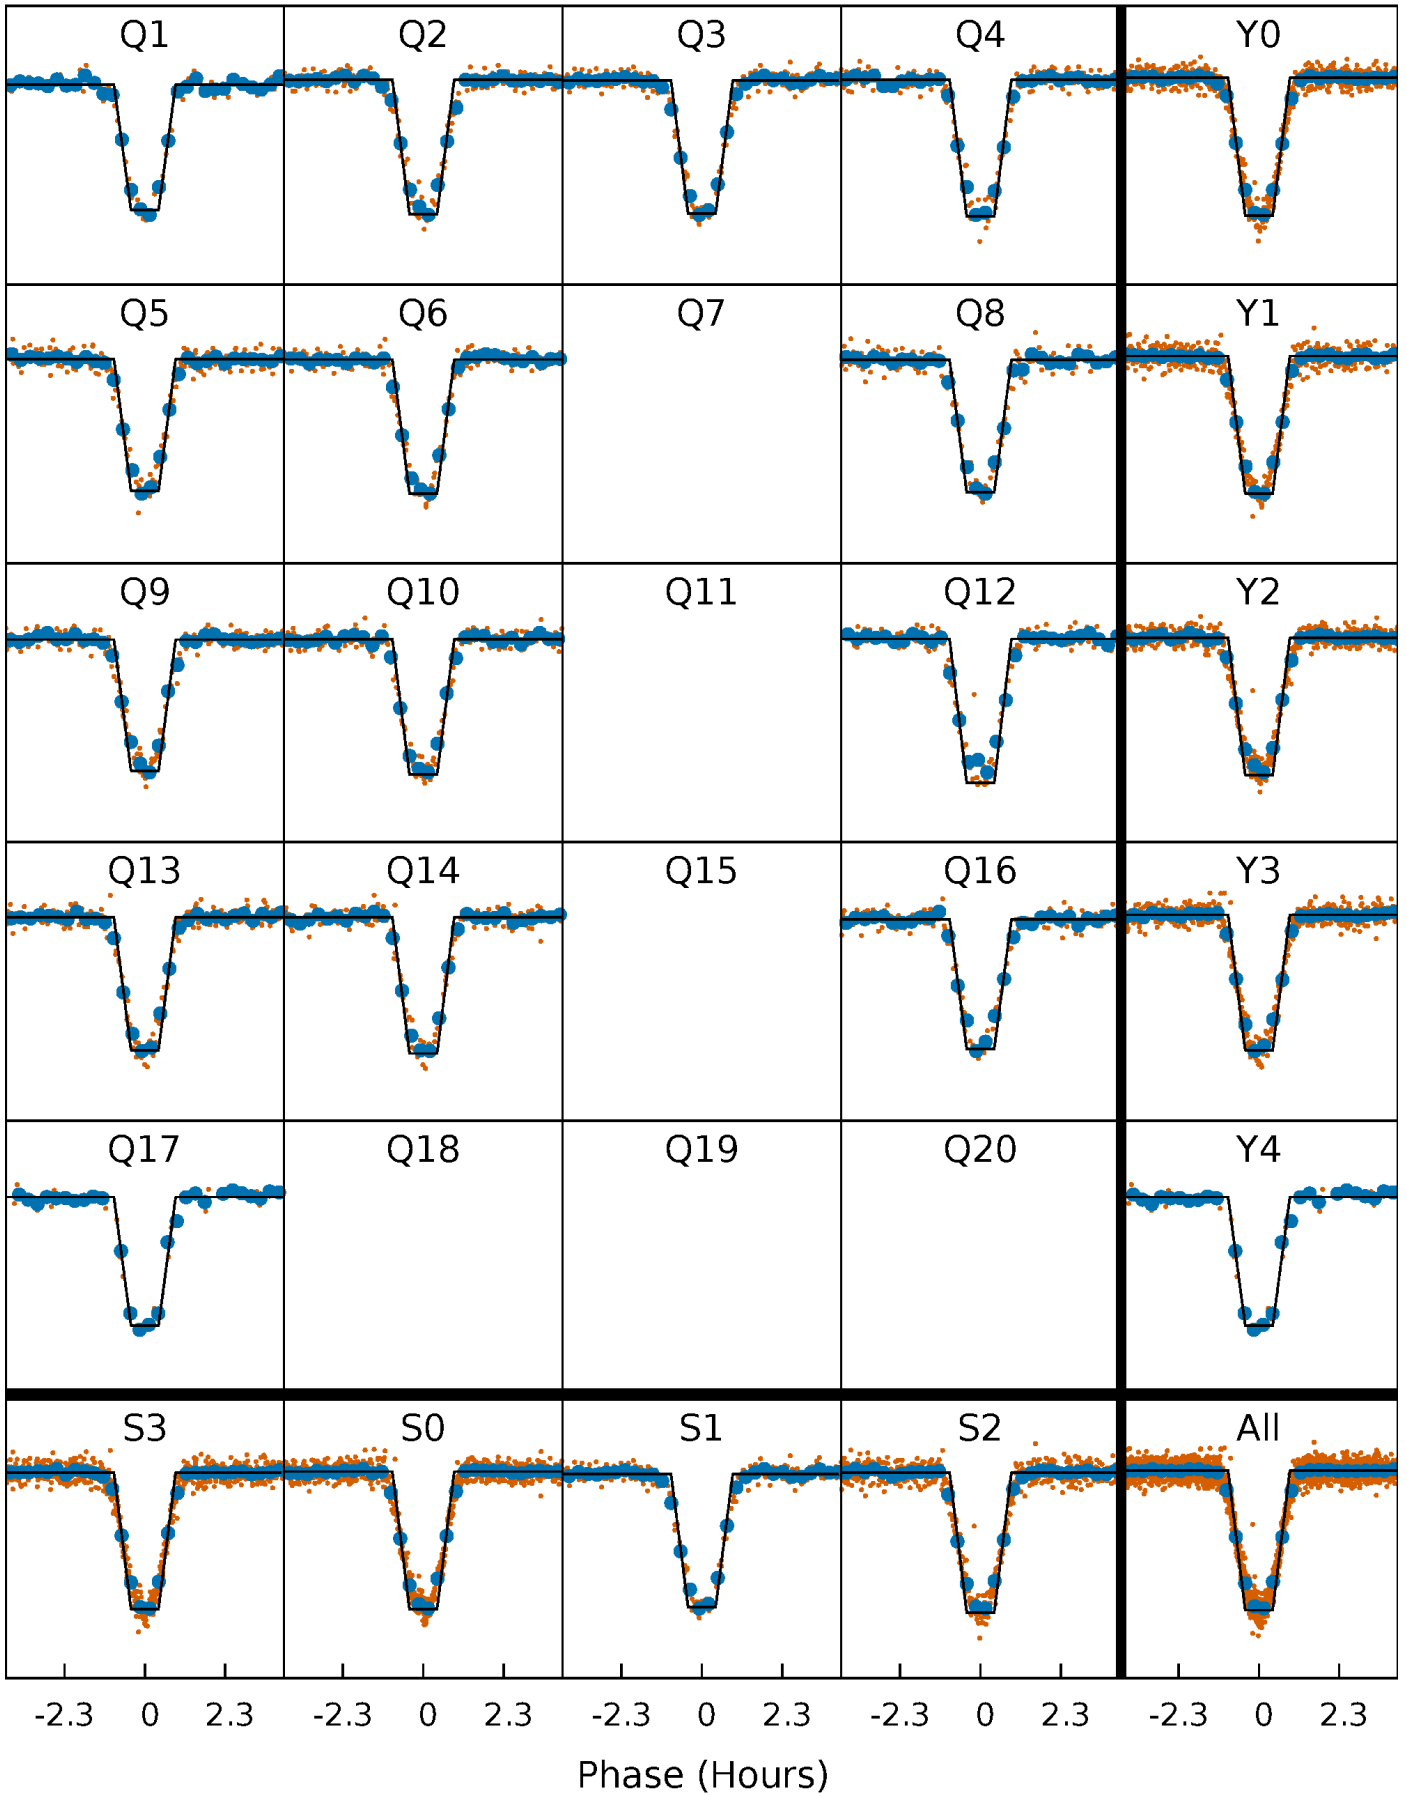 Q1 Q2 Q3 Q4 Y0
Q5 Q6 Q7 Q8 Y1
Q9 Q10 Q11 Q12 Y2
Q13 Q14 Q15 Q16 Y3
Q17 Q18 Q19 Q20 Y4
S3 S0 S1 S2 All
-2.3 0 2.3 -2.3 0 2.3 -2.3 0 2.3 -2.3 0 2.3 -2.3 0 2.3
Phase (Hours)